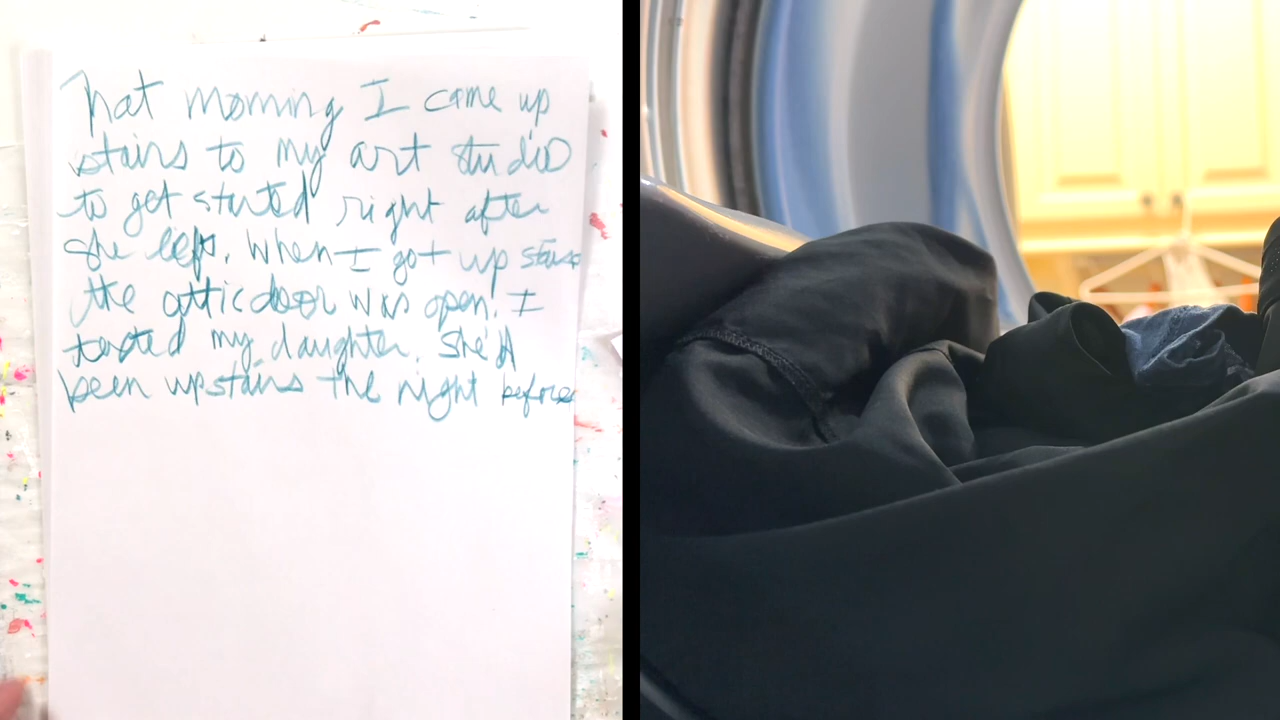 That morning I came up
stairs to my art studio
to get started right after
she left. When I got up stairs
the attic door was open. I
texted my daughter. She'd
been upstairs the night before